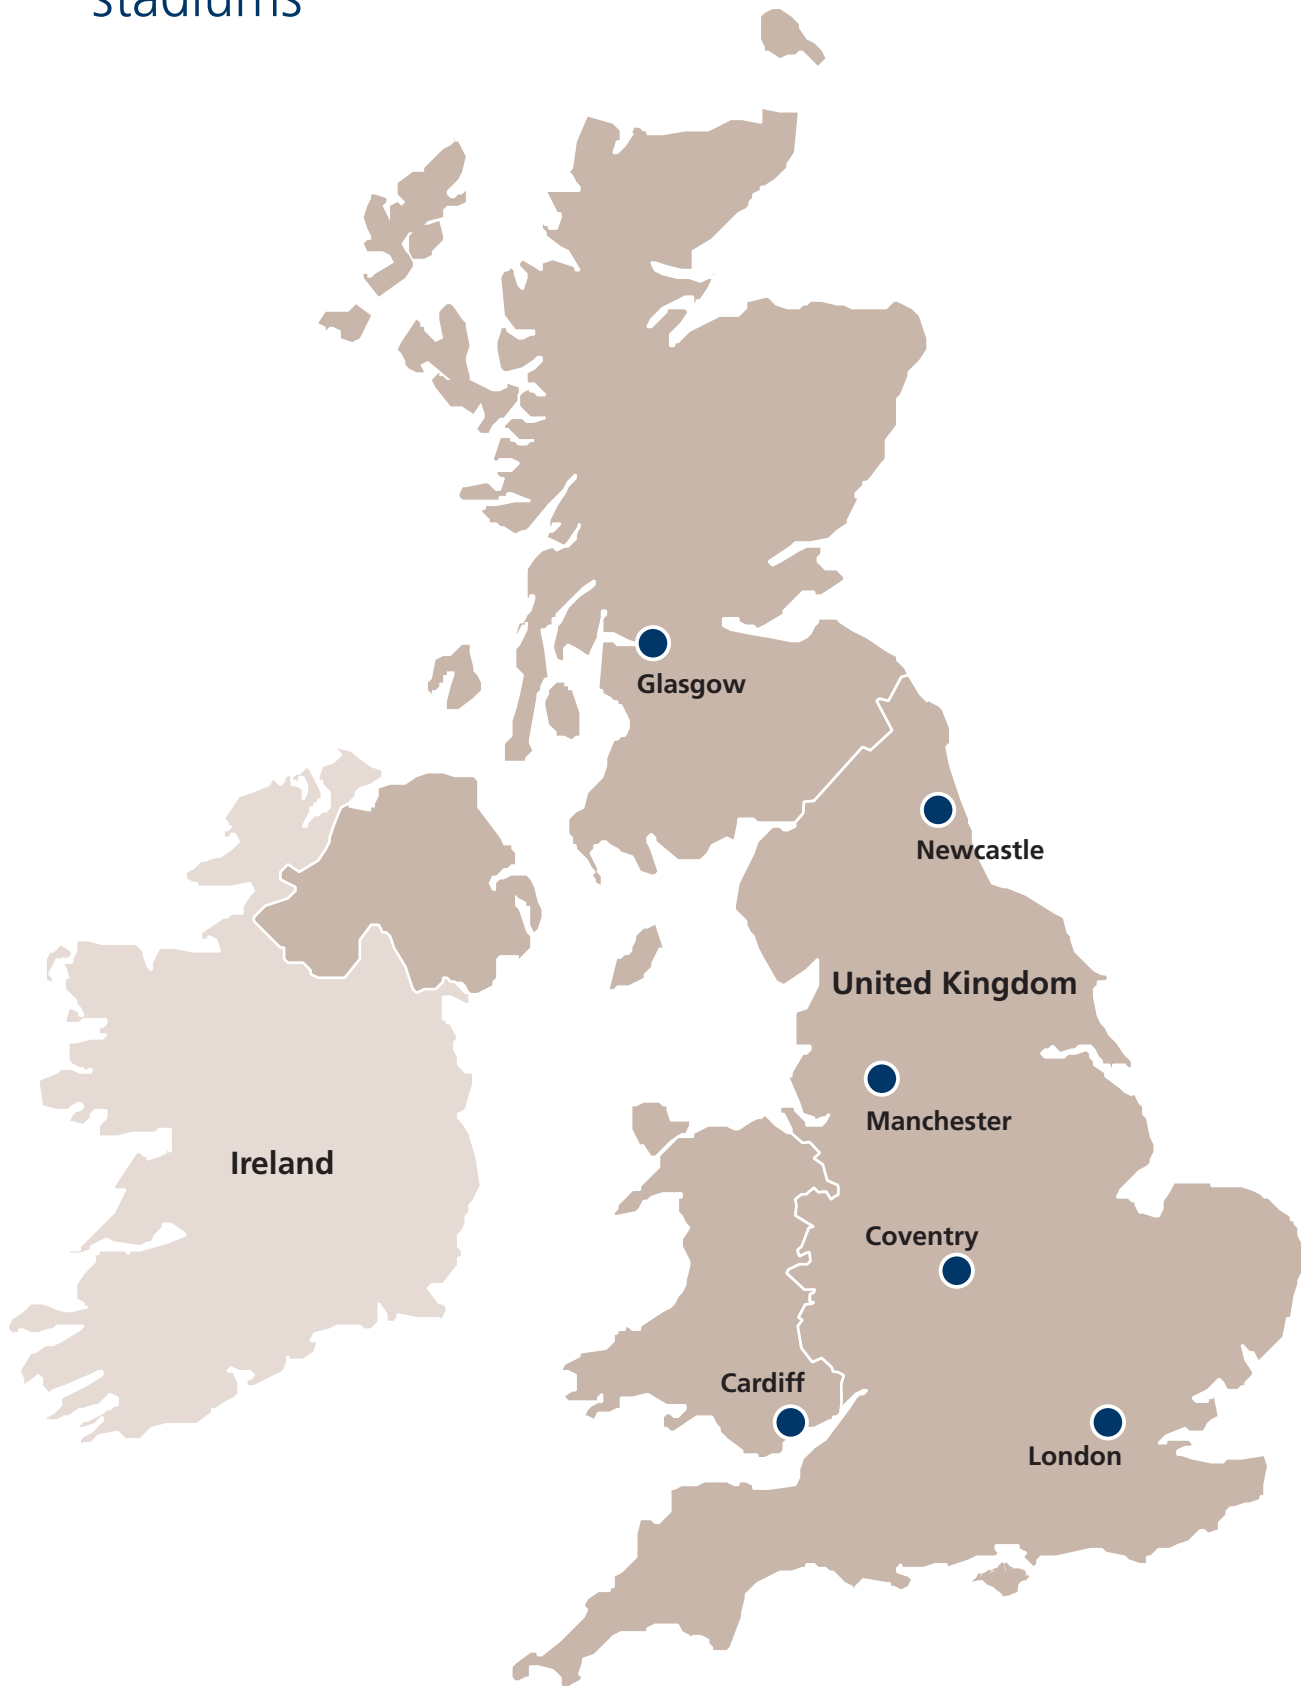 stadiums
Glasgow
Newcastle
United Kingdom
Manchester
Ireland
Coventry
Cardiff
London